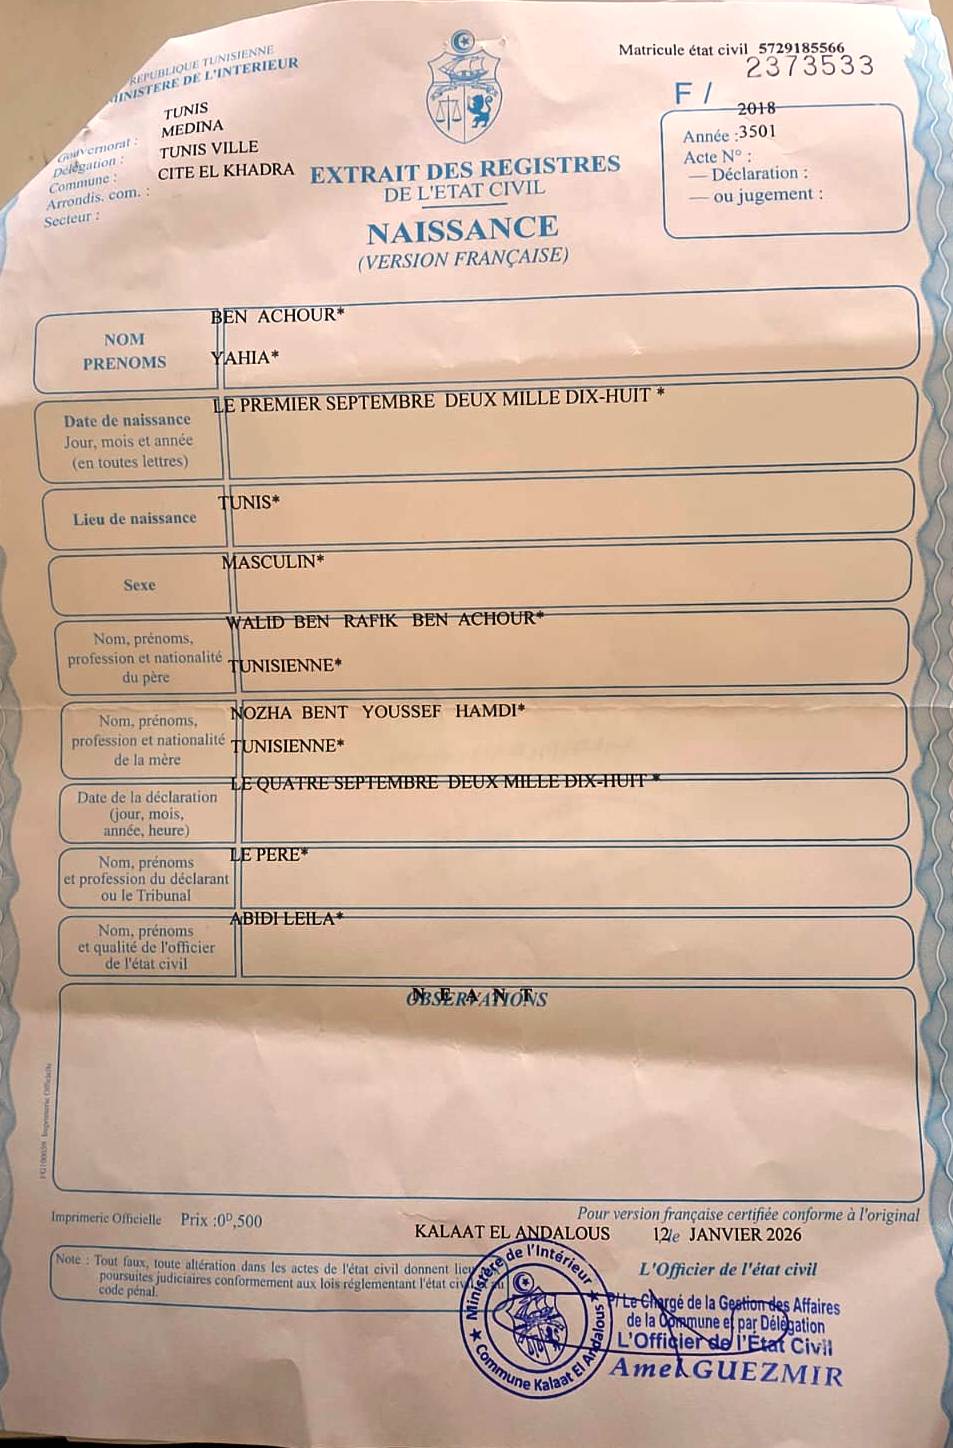 REPUBLIQUE TUNISIENNE
MINISTERE DE L'INTERIEUR
Gouvernorat : TUNIS
Délégation : MEDINA
Commune : TUNIS VILLE
Arrondis. com. : CITE EL KHADRA
Secteur :
Matricule état civil 5729185566
2373533
F /
2018
Année :3501
Acte N° :
— Déclaration :
— ou jugement :
EXTRAIT DES REGISTRES
DE L'ETAT CIVIL
NAISSANCE
(VERSION FRANÇAISE)
NOM BEN ACHOUR*
PRENOMS YAHIA*
LE PREMIER SEPTEMBRE DEUX MILLE DIX-HUIT *
Date de naissance
Jour, mois et année
(en toutes lettres)
TUNIS*
Lieu de naissance
MASCULIN*
Sexe
WALID BEN RAFIK BEN ACHOUR*
Nom, prénoms,
profession et nationalité TUNISIENNE*
du père
NOZHA BENT YOUSSEF HAMDI*
Nom, prénoms,
profession et nationalité TUNISIENNE*
de la mère
LE QUATRE SEPTEMBRE DEUX MILLE DIX-HUIT *
Date de la déclaration
(jour, mois,
année, heure)
LE PERE*
Nom, prénoms
et profession du déclarant
ou le Tribunal
ABIDI LEILA*
Nom, prénoms
et qualité de l'officier
de l'état civil
N E A N T
OBSERVATIONS
Imprimerie Officielle
Imprimerie Officielle Prix :0ᴰ,500
Pour version française certifiée conforme à l'original
KALAAT EL ANDALOUS 12 le JANVIER 2026
Note : Tout faux, toute altération dans les actes de l'état civil donnent lieu
poursuites judiciaires conformement aux lois réglementant l'état civil
code pénal.
L'Officier de l'état civil
Ministère de l'Intérieur
Commune Kalaat El Andalous
P/ Le Chargé de la Gestion des Affaires
de la Commune et par Délégation
L'Officier de l'Etat Civil
Amel GUEZMIR